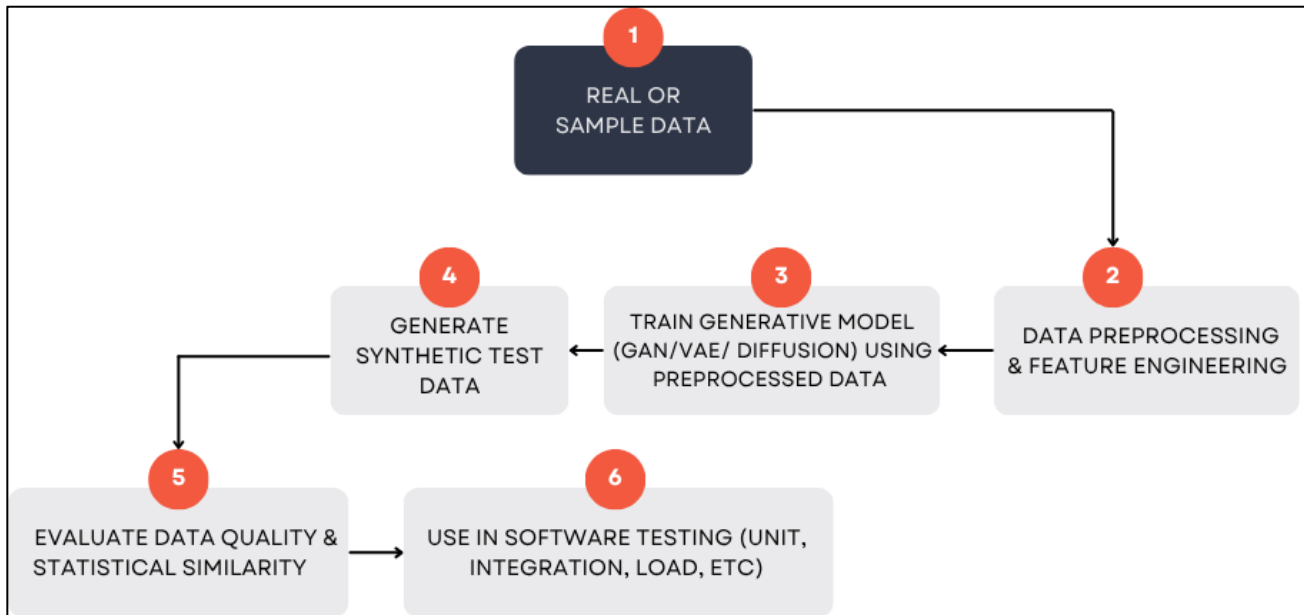 1
REAL OR
SAMPLE DATA
2
DATA PREPROCESSING
& FEATURE ENGINEERING
3
TRAIN GENERATIVE MODEL
(GAN/VAE/ DIFFUSION) USING
PREPROCESSED DATA
4
GENERATE
SYNTHETIC TEST
DATA
5
EVALUATE DATA QUALITY &
STATISTICAL SIMILARITY
6
USE IN SOFTWARE TESTING (UNIT,
INTEGRATION, LOAD, ETC)